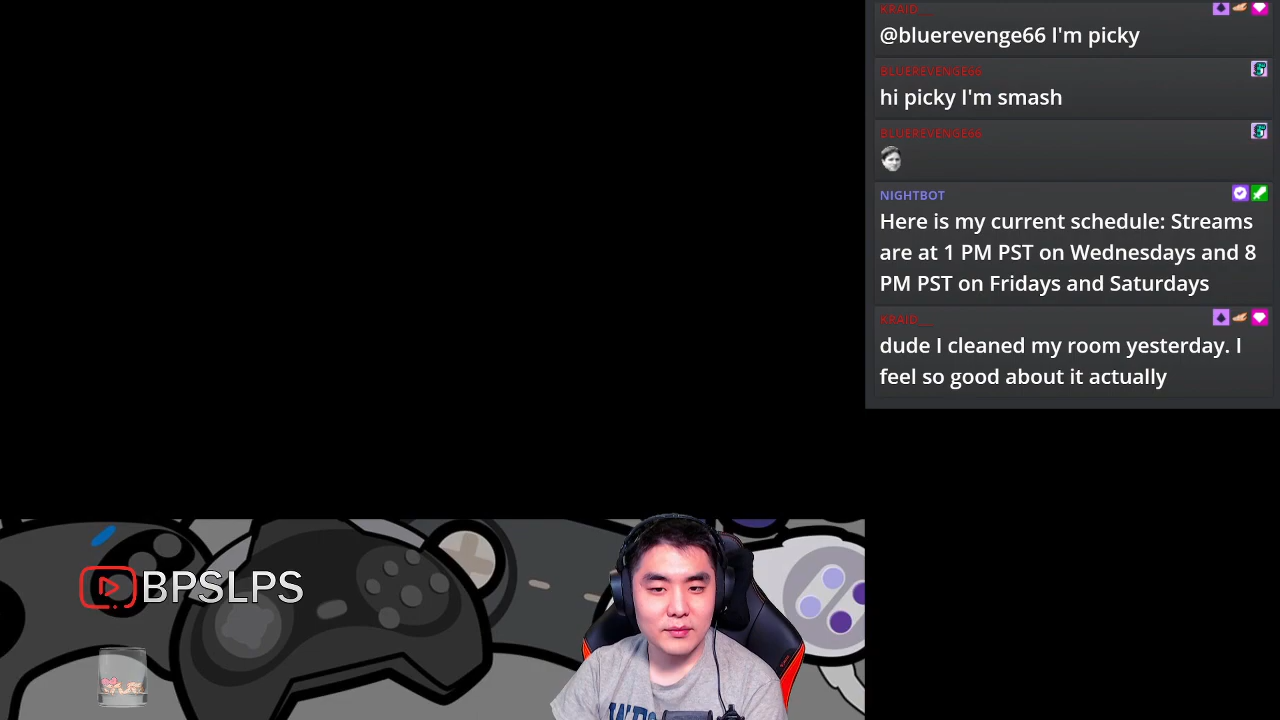 KRAID__
@bluerevenge66 I'm picky
BLUEREVENGE66
hi picky I'm smash
BLUEREVENGE66
NIGHTBOT
Here is my current schedule: Streams
are at 1 PM PST on Wednesdays and 8
PM PST on Fridays and Saturdays
KRAID__
dude I cleaned my room yesterday. I
feel so good about it actually
BPSLPS